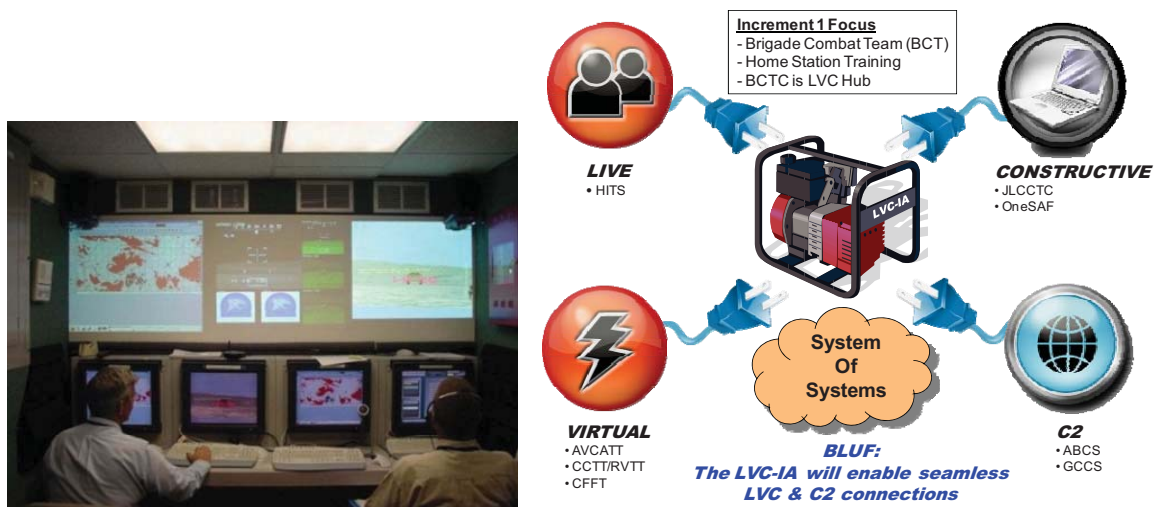 Increment 1 Focus
- Brigade Combat Team (BCT)
- Home Station Training
- BCTC is LVC Hub
LIVE
• HITS
CONSTRUCTIVE
• JLCCTC
• OneSAF
LVC-IA
System
Of
Systems
VIRTUAL
• AVCATT
• CCTT/RVTT
• CFFT
C2
• ABCS
• GCCS
BLUF:
The LVC-IA will enable seamless
LVC & C2 connections